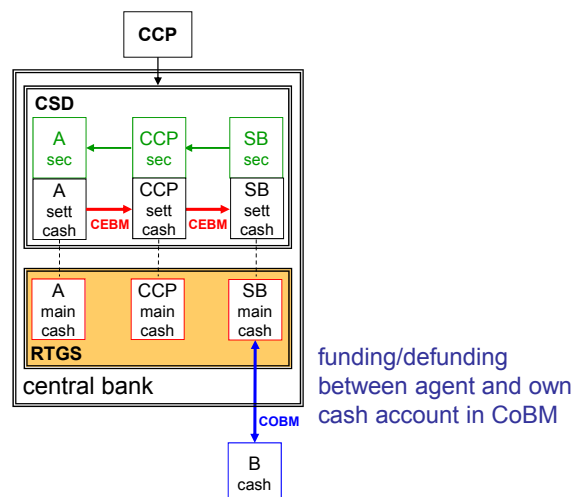 CCP
CSD
A
sec
CCP
sec
SB
sec
A
sett
cash
CEBM
CCP
sett
cash
CEBM
SB
sett
cash
A
main
cash
CCP
main
cash
SB
main
cash
RTGS
central bank
funding/defunding
between agent and own
cash account in CoBM
COBM
B
cash